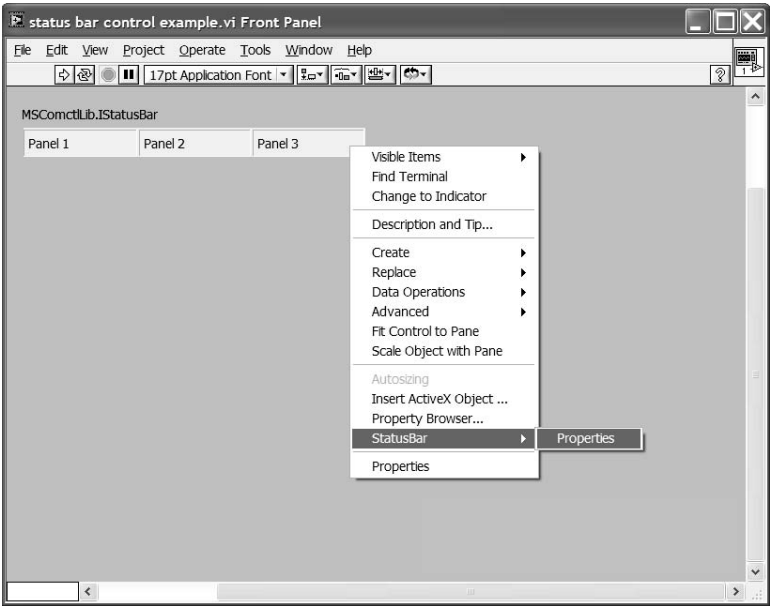 status bar control example.vi Front Panel
File Edit View Project Operate Tools Window Help
17pt Application Font
?
1
MSComctlLib.IStatusBar
Panel 1 Panel 2 Panel 3
Visible Items
Find Terminal
Change to Indicator
Description and Tip...
Create
Replace
Data Operations
Advanced
Fit Control to Pane
Scale Object with Pane
Autosizing
Insert ActiveX Object ...
Property Browser...
StatusBar Properties
Properties